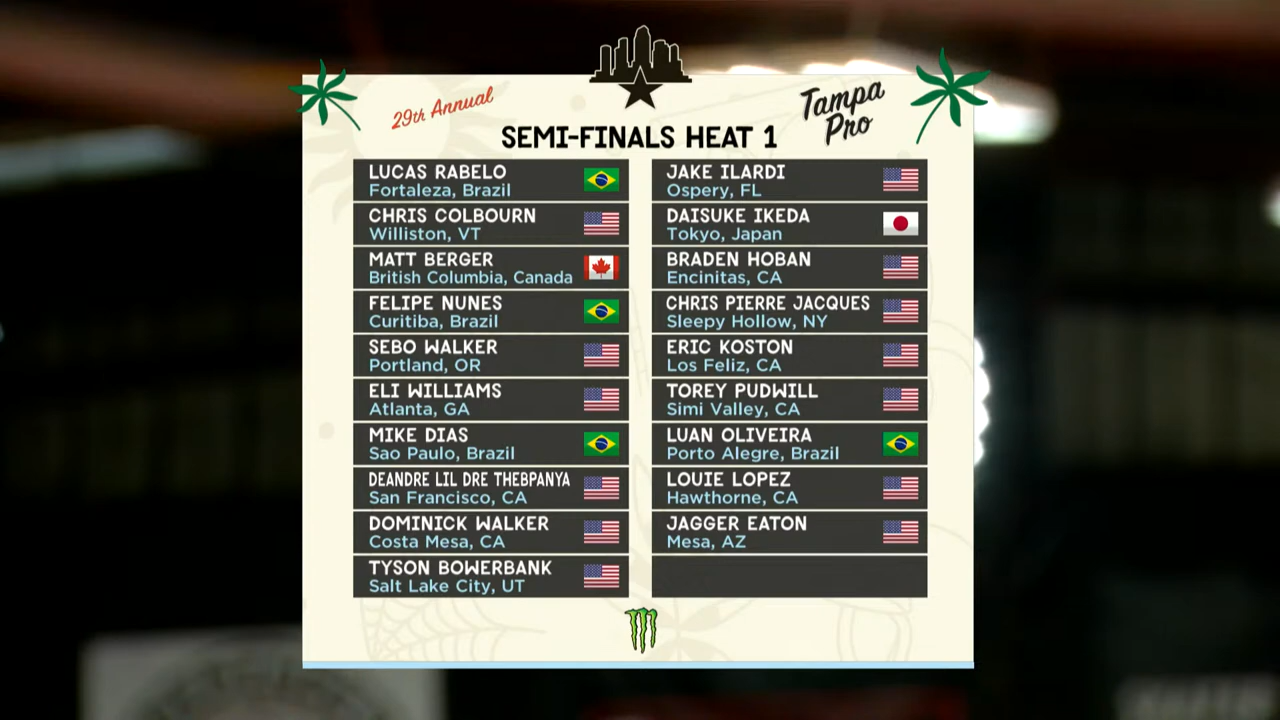 29th Annual
Tampa
Pro
SEMI-FINALS HEAT 1
LUCAS RABELO
Fortaleza, Brazil
CHRIS COLBOURN
Williston, VT
MATT BERGER
British Columbia, Canada
FELIPE NUNES
Curitiba, Brazil
SEBO WALKER
Portland, OR
ELI WILLIAMS
Atlanta, GA
MIKE DIAS
Sao Paulo, Brazil
DEANDRE LIL DRE THEBPANYA
San Francisco, CA
DOMINICK WALKER
Costa Mesa, CA
TYSON BOWERBANK
Salt Lake City, UT
JAKE ILARDI
Ospery, FL
DAISUKE IKEDA
Tokyo, Japan
BRADEN HOBAN
Encinitas, CA
CHRIS PIERRE JACQUES
Sleepy Hollow, NY
ERIC KOSTON
Los Feliz, CA
TOREY PUDWILL
Simi Valley, CA
LUAN OLIVEIRA
Porto Alegre, Brazil
LOUIE LOPEZ
Hawthorne, CA
JAGGER EATON
Mesa, AZ